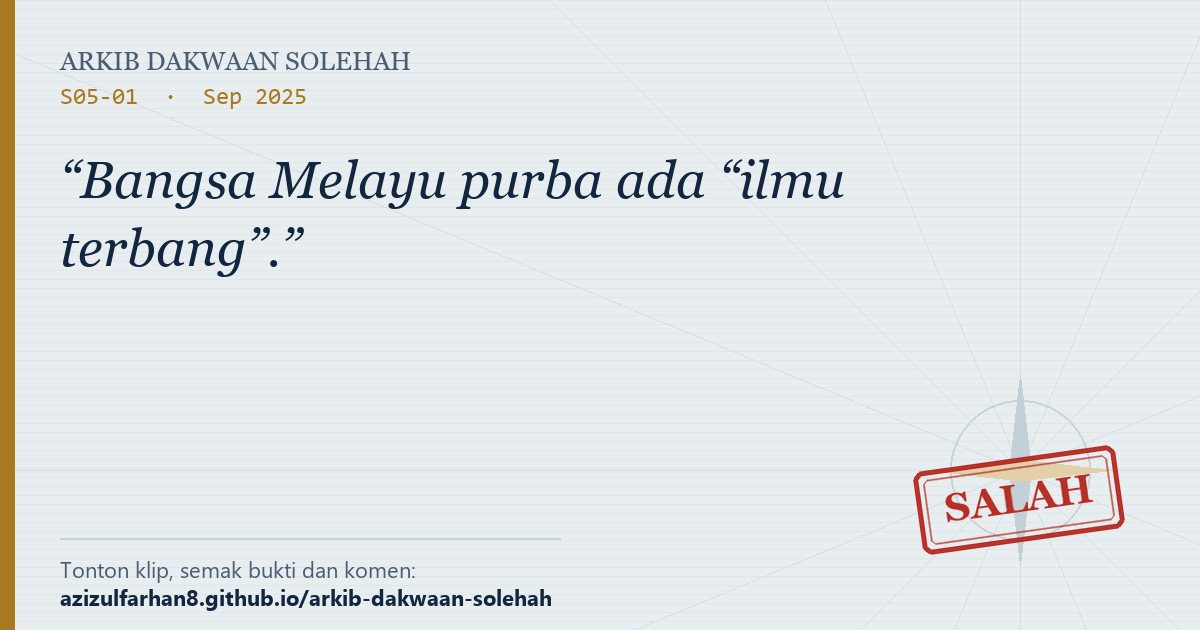 ARKIB DAKWAAN SOLEHAH
S05-01 · Sep 2025
“Bangsa Melayu purba ada “ilmu
terbang”.”
SALAH
Tonton klip, semak bukti dan komen:
azizulfarhan8.github.io/arkib-dakwaan-solehah